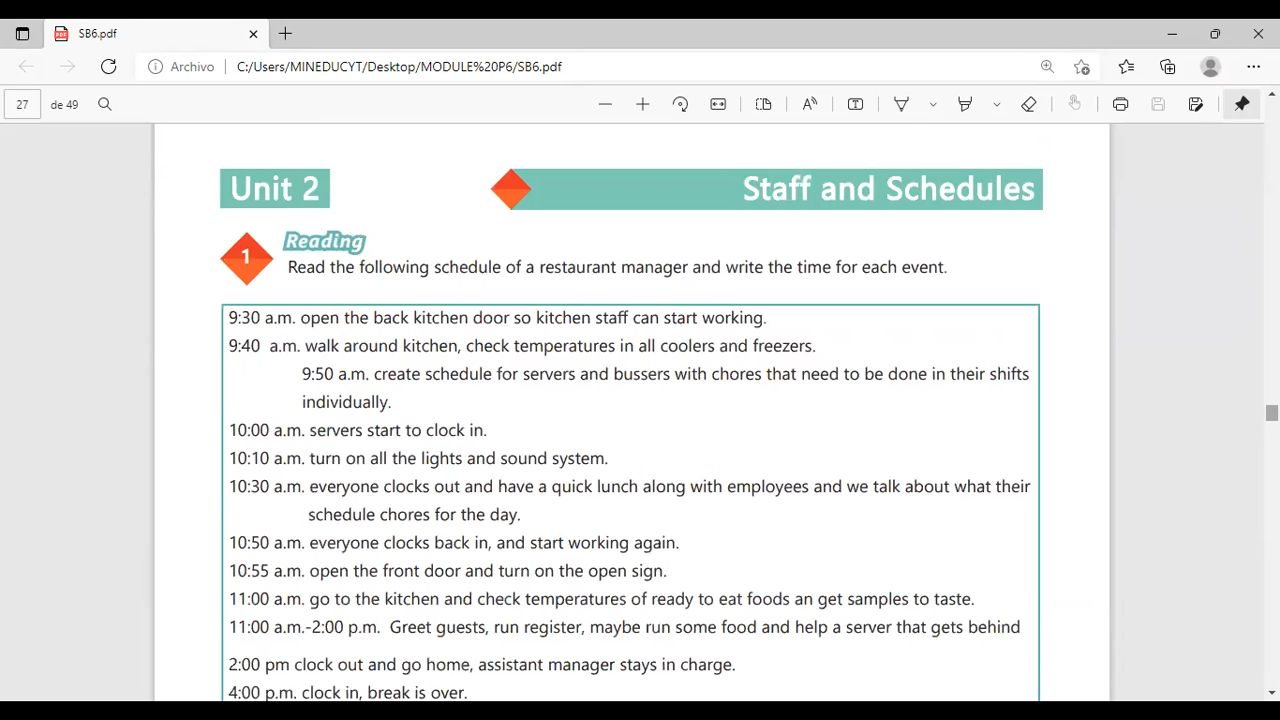 SB6.pdf
Archivo
C:/Users/MINEDUCYT/Desktop/MODULE%20P6/SB6.pdf
27 de 49
Unit 2
Staff and Schedules
1
Reading
Read the following schedule of a restaurant manager and write the time for each event.
9:30 a.m. open the back kitchen door so kitchen staff can start working.
9:40 a.m. walk around kitchen, check temperatures in all coolers and freezers.
9:50 a.m. create schedule for servers and bussers with chores that need to be done in their shifts
individually.
10:00 a.m. servers start to clock in.
10:10 a.m. turn on all the lights and sound system.
10:30 a.m. everyone clocks out and have a quick lunch along with employees and we talk about what their
schedule chores for the day.
10:50 a.m. everyone clocks back in, and start working again.
10:55 a.m. open the front door and turn on the open sign.
11:00 a.m. go to the kitchen and check temperatures of ready to eat foods an get samples to taste.
11:00 a.m.-2:00 p.m. Greet guests, run register, maybe run some food and help a server that gets behind
2:00 pm clock out and go home, assistant manager stays in charge.
4:00 p.m. clock in, break is over.